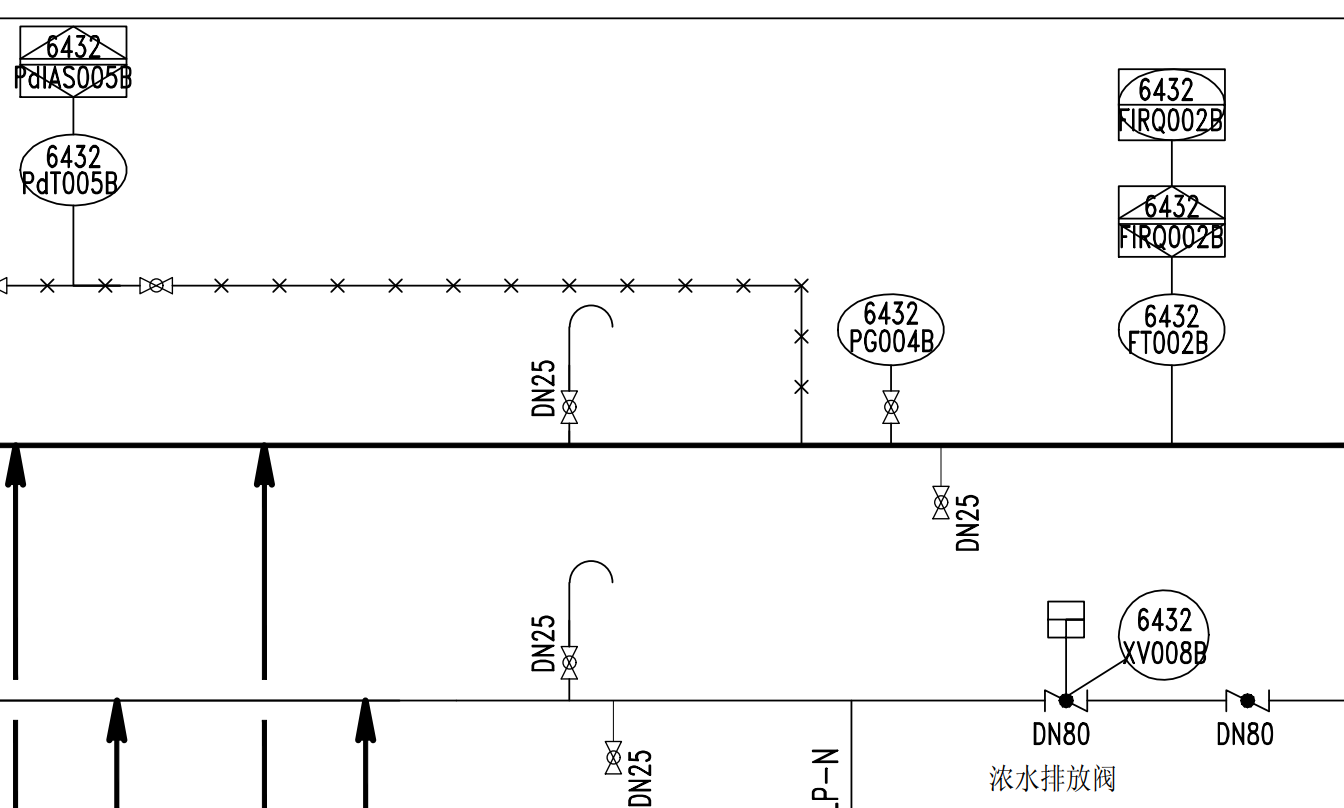 6432
PdIAS005B
6432
PdT005B
6432
FIRQ002B
6432
FIRQ002B
6432
FT002B
6432
PG004B
DN25
DN25
DN25
DN25
6432
XV008B
DN80
DN80
浓水排放阀
LP-N